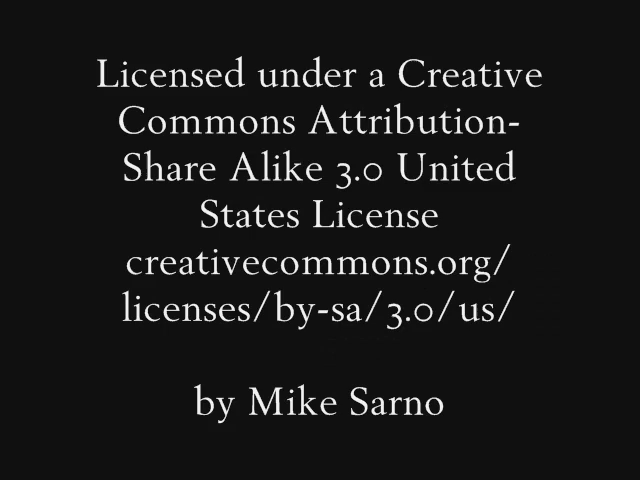 Licensed under a Creative
Commons Attribution-
Share Alike 3.0 United
States License
creativecommons.org/
licenses/by-sa/3.0/us/
by Mike Sarno